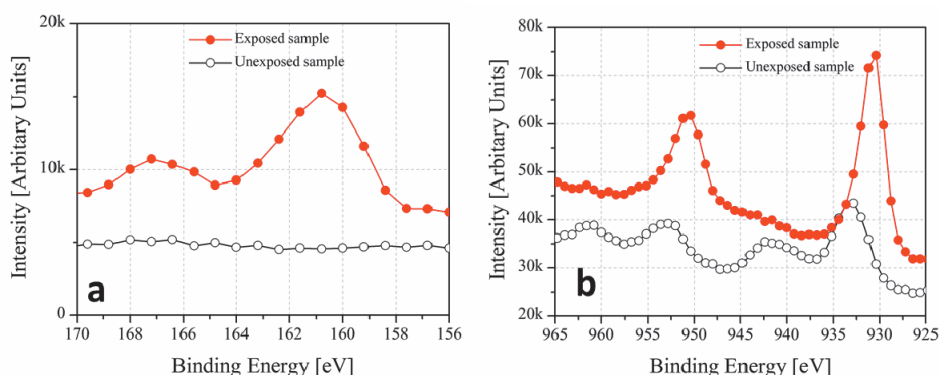 20k
10k
0
Intensity [Arbitary Units]
Exposed sample
Unexposed sample
a
170 168 166 164 162 160 158 156
Binding Energy [eV]
80k
70k
60k
50k
40k
30k
20k
Intensity [Arbitary Units]
Exposed sample
Unexposed sample
b
965 960 955 950 945 940 935 930 925
Binding Energy [eV]